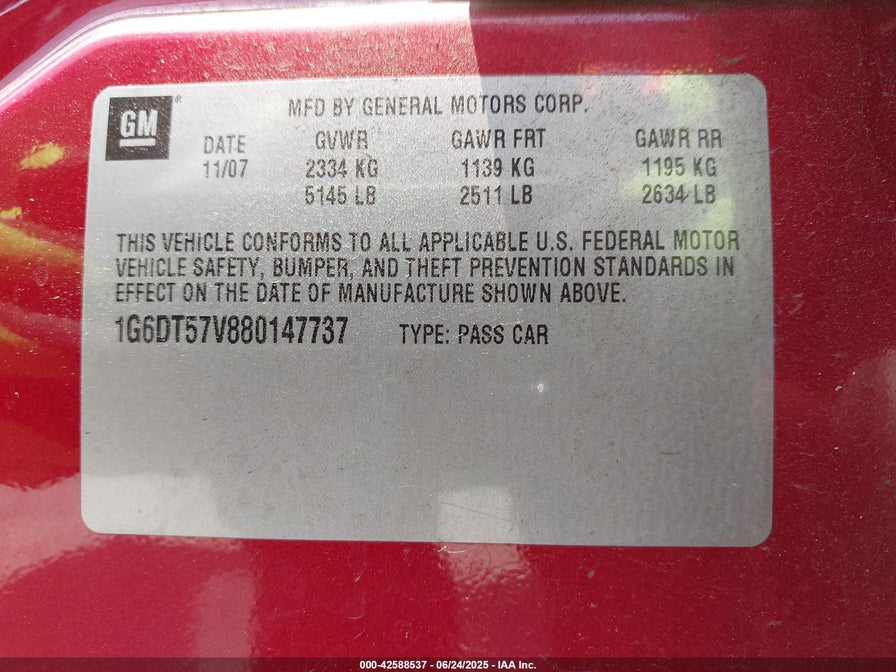 GM ®
MFD BY GENERAL MOTORS CORP.
DATE GVWR GAWR FRT GAWR RR
11/07 2334 KG 1139 KG 1195 KG
5145 LB 2511 LB 2634 LB
THIS VEHICLE CONFORMS TO ALL APPLICABLE U.S. FEDERAL MOTOR
VEHICLE SAFETY, BUMPER, AND THEFT PREVENTION STANDARDS IN
EFFECT ON THE DATE OF MANUFACTURE SHOWN ABOVE.
1G6DT57V880147737 TYPE: PASS CAR
000-42588537 - 06/24/2025 - IAA Inc.